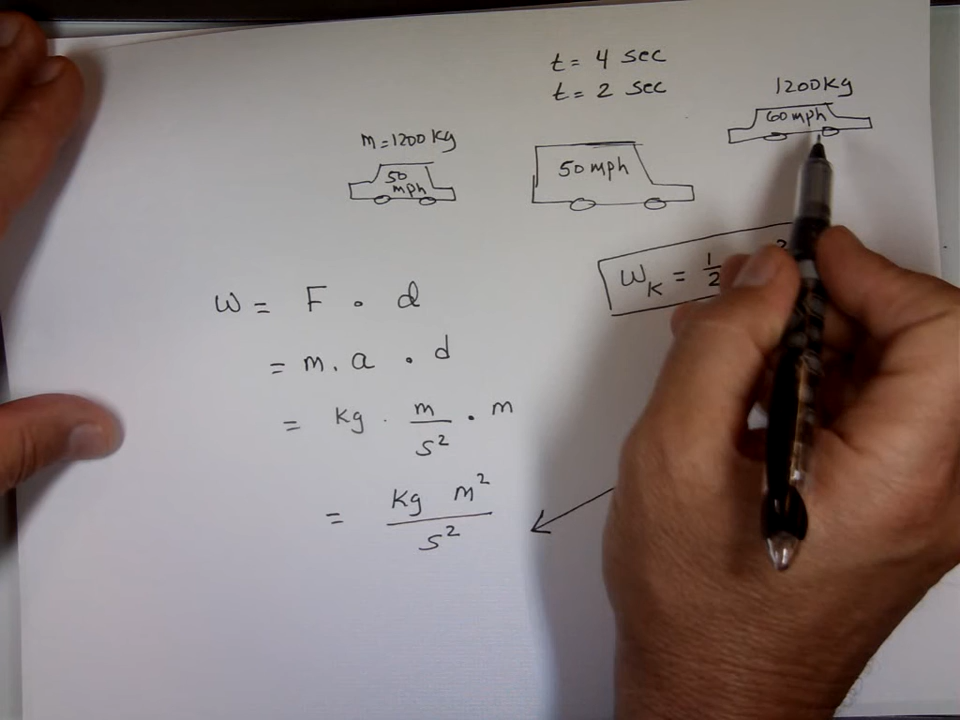 t = 4 sec
t = 2 sec
1200 kg
60 mph
m = 1200 kg
50 mph
50 mph
W = F • d
= m. a • d
= kg · m/s² • m
= kg m²/s²
W_K = 1/2 ²